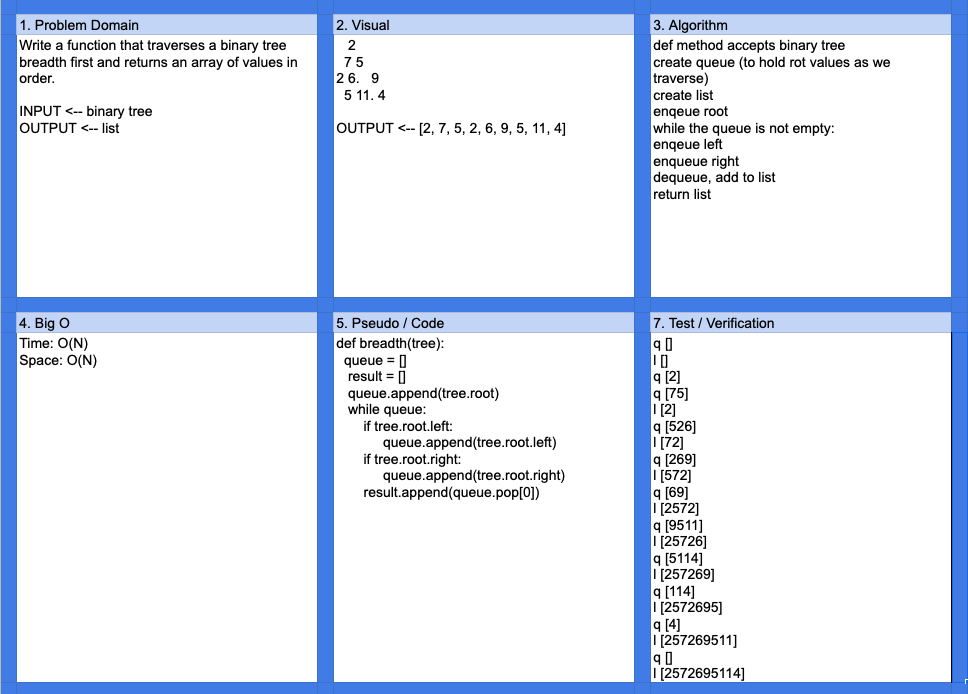 1. Problem Domain
Write a function that traverses a binary tree
breadth first and returns an array of values in
order.
INPUT <-- binary tree
OUTPUT <-- list
2. Visual
2
7 5
2 6.   9
5 11. 4
OUTPUT <-- [2, 7, 5, 2, 6, 9, 5, 11, 4]
3. Algorithm
def method accepts binary tree
create queue (to hold rot values as we
traverse)
create list
enqeue root
while the queue is not empty:
enqeue left
enqueue right
dequeue, add to list
return list
4. Big O
Time: O(N)
Space: O(N)
5. Pseudo / Code
def breadth(tree):
queue = []
result = []
queue.append(tree.root)
while queue:
if tree.root.left:
queue.append(tree.root.left)
if tree.root.right:
queue.append(tree.root.right)
result.append(queue.pop[0])
7. Test / Verification
q []
l []
q [2]
q [75]
l [2]
q [526]
l [72]
q [269]
l [572]
q [69]
l [2572]
q [9511]
l [25726]
q [5114]
l [257269]
q [114]
l [2572695]
q [4]
l [257269511]
q []
l [2572695114]